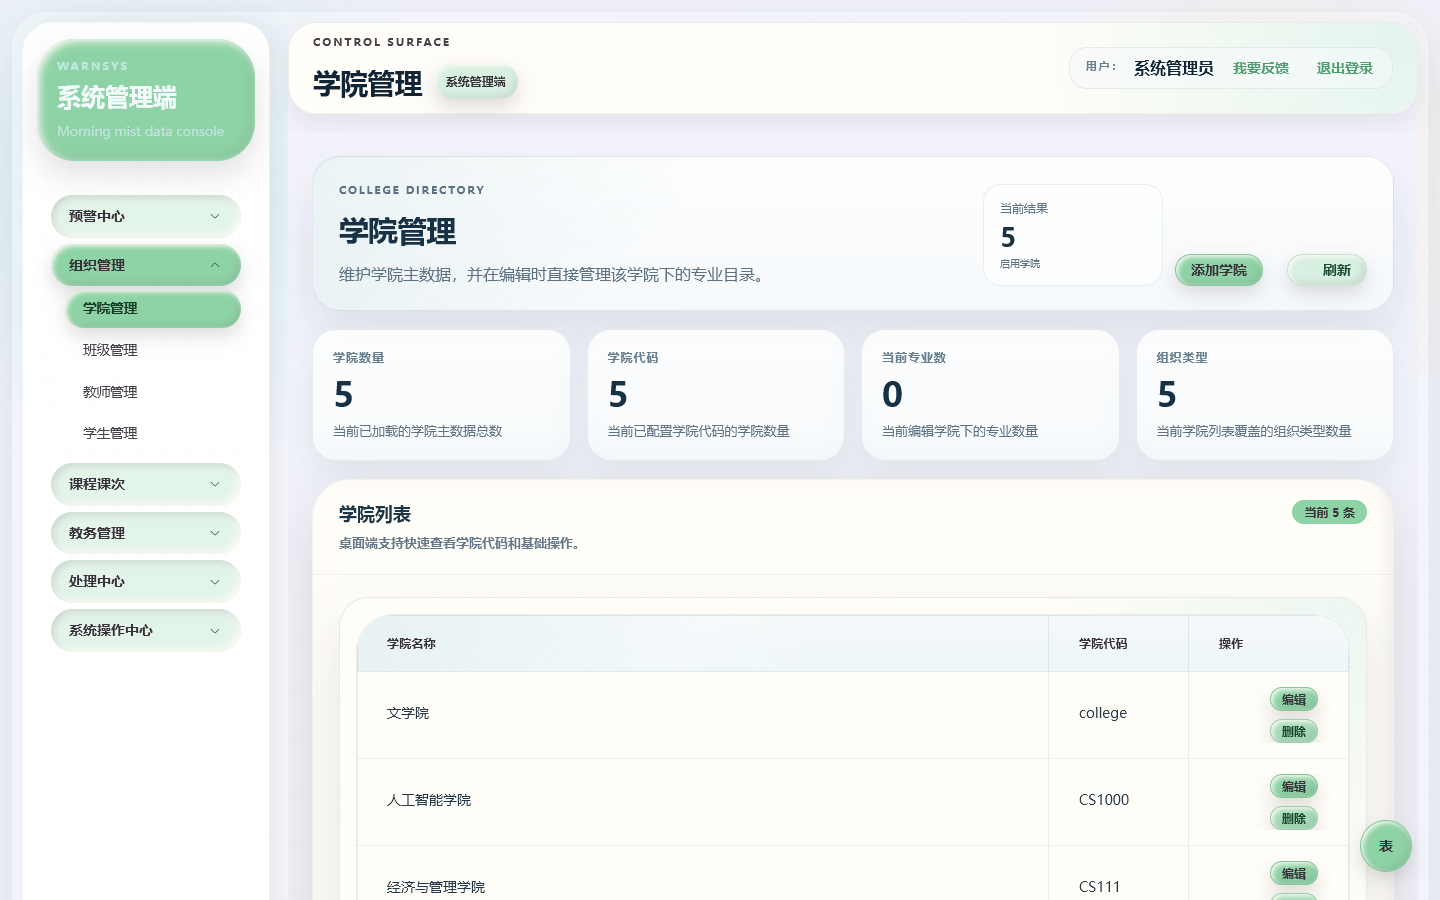 WARNSYS
系统管理端
Morning mist data console
预警中心
组织管理
学院管理
班级管理
教师管理
学生管理
课程课次
教务管理
处理中心
系统操作中心
CONTROL SURFACE
学院管理
系统管理端
用户：
系统管理员
我要反馈
退出登录
COLLEGE DIRECTORY
学院管理
维护学院主数据，并在编辑时直接管理该学院下的专业目录。
当前结果
5
启用学院
添加学院
刷新
学院数量
5
当前已加载的学院主数据总数
学院代码
5
当前已配置学院代码的学院数量
当前专业数
0
当前编辑学院下的专业数量
组织类型
5
当前学院列表覆盖的组织类型数量
学院列表
桌面端支持快速查看学院代码和基础操作。
当前 5 条
学院名称 学院代码 操作
文学院 college 编辑
删除
人工智能学院 CS1000 编辑
删除
经济与管理学院 CS111 编辑
表